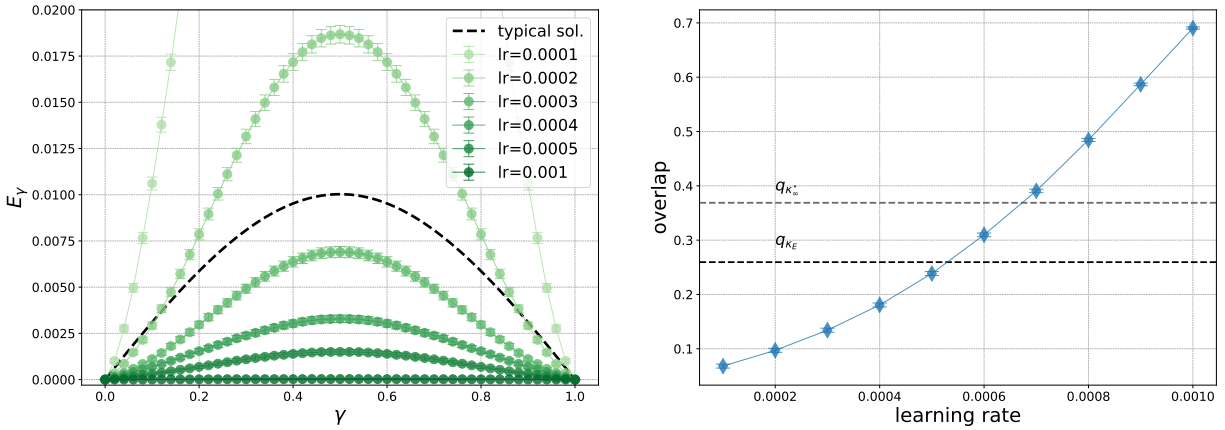 0.0200
0.0175
0.0150
0.0125
0.0100
0.0075
0.0050
0.0025
0.0000
E_γ
0.0 0.2 0.4 0.6 0.8 1.0
γ
typical sol.
lr=0.0001
lr=0.0002
lr=0.0003
lr=0.0004
lr=0.0005
lr=0.001
0.7
0.6
0.5
0.4
0.3
0.2
0.1
overlap
q_{κ^*_∞}
q_{κ_E}
0.0002 0.0004 0.0006 0.0008 0.0010
learning rate